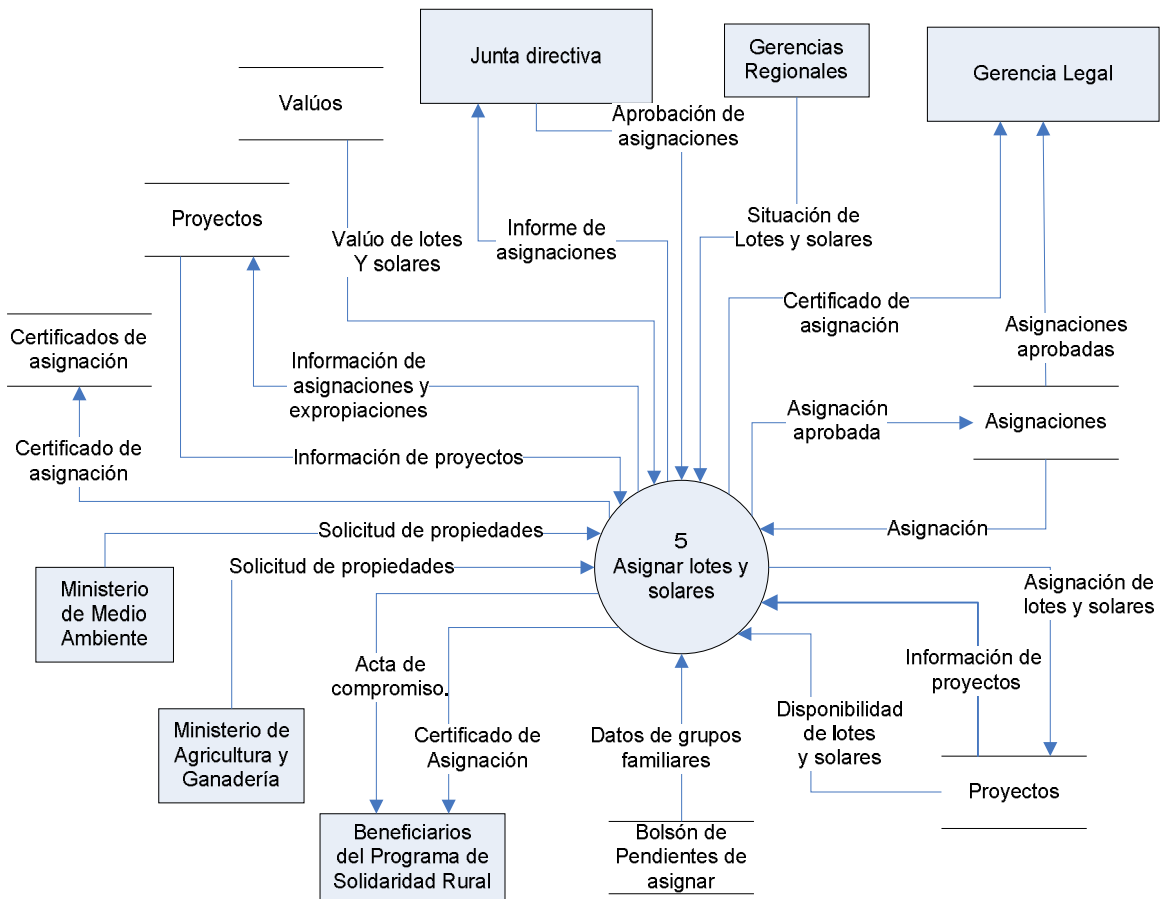 Junta directiva
Gerencias
Regionales
Gerencia Legal
Valúos
Aprobación de
asignaciones
Proyectos
Valúo de lotes
Y solares
Informe de
asignaciones
Situación de
Lotes y solares
Certificados de
asignación
Certificado de
asignación
Asignaciones
aprobadas
Información de
asignaciones y
expropiaciones
Asignación
aprobada
Asignaciones
Certificado de
asignación
Información de proyectos
Solicitud de propiedades
Asignación
5
Asignar lotes y
solares
Solicitud de propiedades
Ministerio
de Medio
Ambiente
Asignación de
lotes y solares
Acta de
compromiso.
Información de
proyectos
Ministerio de
Agricultura y
Ganadería
Certificado de
Asignación
Datos de grupos
familiares
Disponibilidad
de lotes
y solares
Proyectos
Beneficiarios
del Programa de
Solidaridad Rural
Bolsón de
Pendientes de
asignar